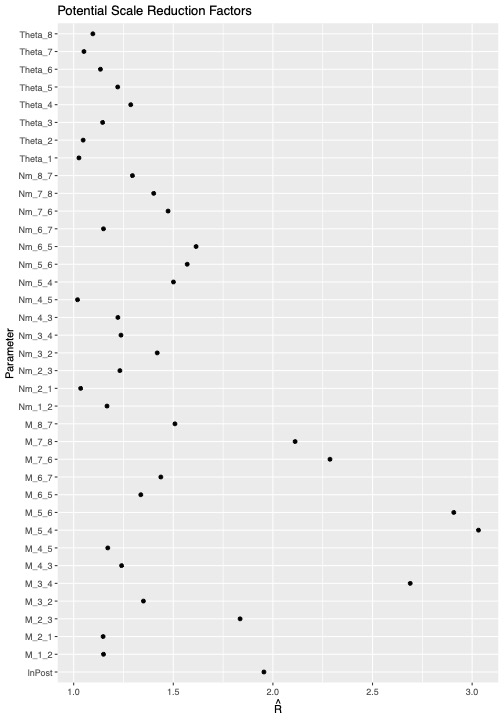 Potential Scale Reduction Factors
Theta_8
Theta_7
Theta_6
Theta_5
Theta_4
Theta_3
Theta_2
Theta_1
Nm_8_7
Nm_7_8
Nm_7_6
Nm_6_7
Nm_6_5
Nm_5_6
Nm_5_4
Nm_4_5
Nm_4_3
Nm_3_4
Nm_3_2
Nm_2_3
Nm_2_1
Nm_1_2
M_8_7
M_7_8
M_7_6
M_6_7
M_6_5
M_5_6
M_5_4
M_4_5
M_4_3
M_3_4
M_3_2
M_2_3
M_2_1
M_1_2
lnPost
Parameter
1.0 1.5 2.0 2.5 3.0
R̂